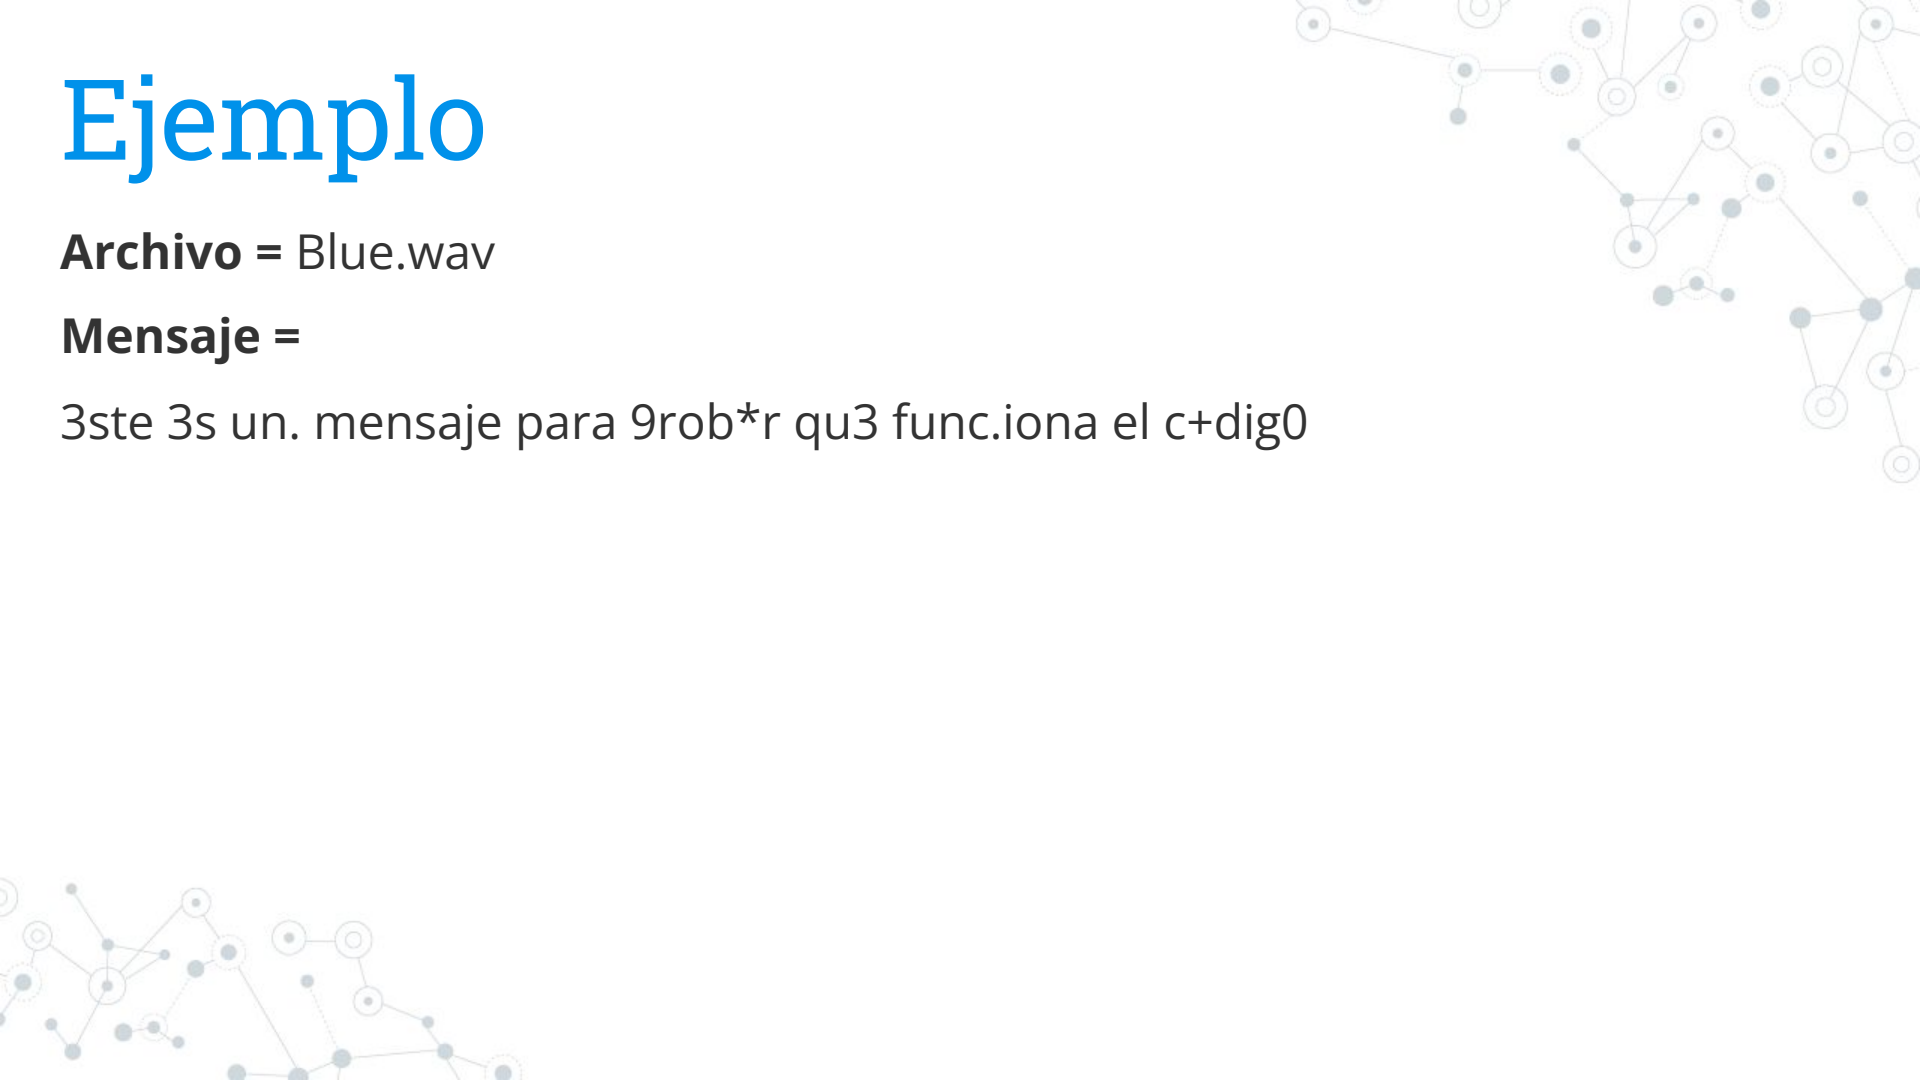 Ejemplo
Archivo = Blue.wav
Mensaje =
3ste 3s un. mensaje para 9rob*r qu3 func.iona el c+dig0